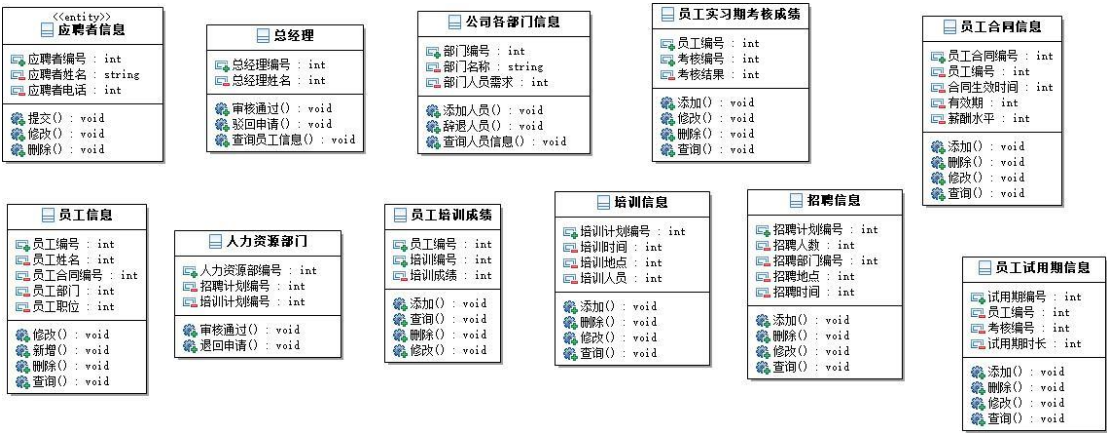 <<entity>>
应聘者信息
应聘者编号 : int
应聘者姓名 : string
应聘者电话 : int
提交() : void
修改() : void
删除() : void
总经理
总经理编号 : int
总经理姓名 : int
审核通过() : void
驳回申请() : void
查询员工信息() : void
公司各部门信息
部门编号 : int
部门名称 : string
部门人员需求 : int
添加人员() : void
辞退人员() : void
查询人员信息() : void
员工实习期考核成绩
员工编号 : int
考核编号 : int
考核结果 : int
添加() : void
修改() : void
删除() : void
查询() : void
员工合同信息
员工合同编号 : int
员工编号 : int
合同生效时间 : int
有效期 : int
薪酬水平 : int
添加() : void
删除() : void
修改() : void
查询() : void
员工信息
员工编号 : int
员工姓名 : int
员工合同编号 : int
员工部门 : int
员工职位 : int
修改() : void
新增() : void
删除() : void
查询() : void
人力资源部门
人力资源部编号 : int
招聘计划编号 : int
培训计划编号 : int
审核通过() : void
退回申请() : void
员工培训成绩
员工编号 : int
培训编号 : int
培训成绩 : int
添加() : void
查询() : void
删除() : void
修改() : void
培训信息
培训计划编号 : int
培训时间 : int
培训地点 : int
培训人员 : int
添加() : void
删除() : void
修改() : void
查询() : void
招聘信息
招聘计划编号 : int
招聘人数 : int
招聘部门编号 : int
招聘地点 : int
招聘时间 : int
添加() : void
删除() : void
修改() : void
查询() : void
员工试用期信息
试用期编号 : int
员工编号 : int
考核编号 : int
试用期时长 : int
添加() : void
删除() : void
修改() : void
查询() : void